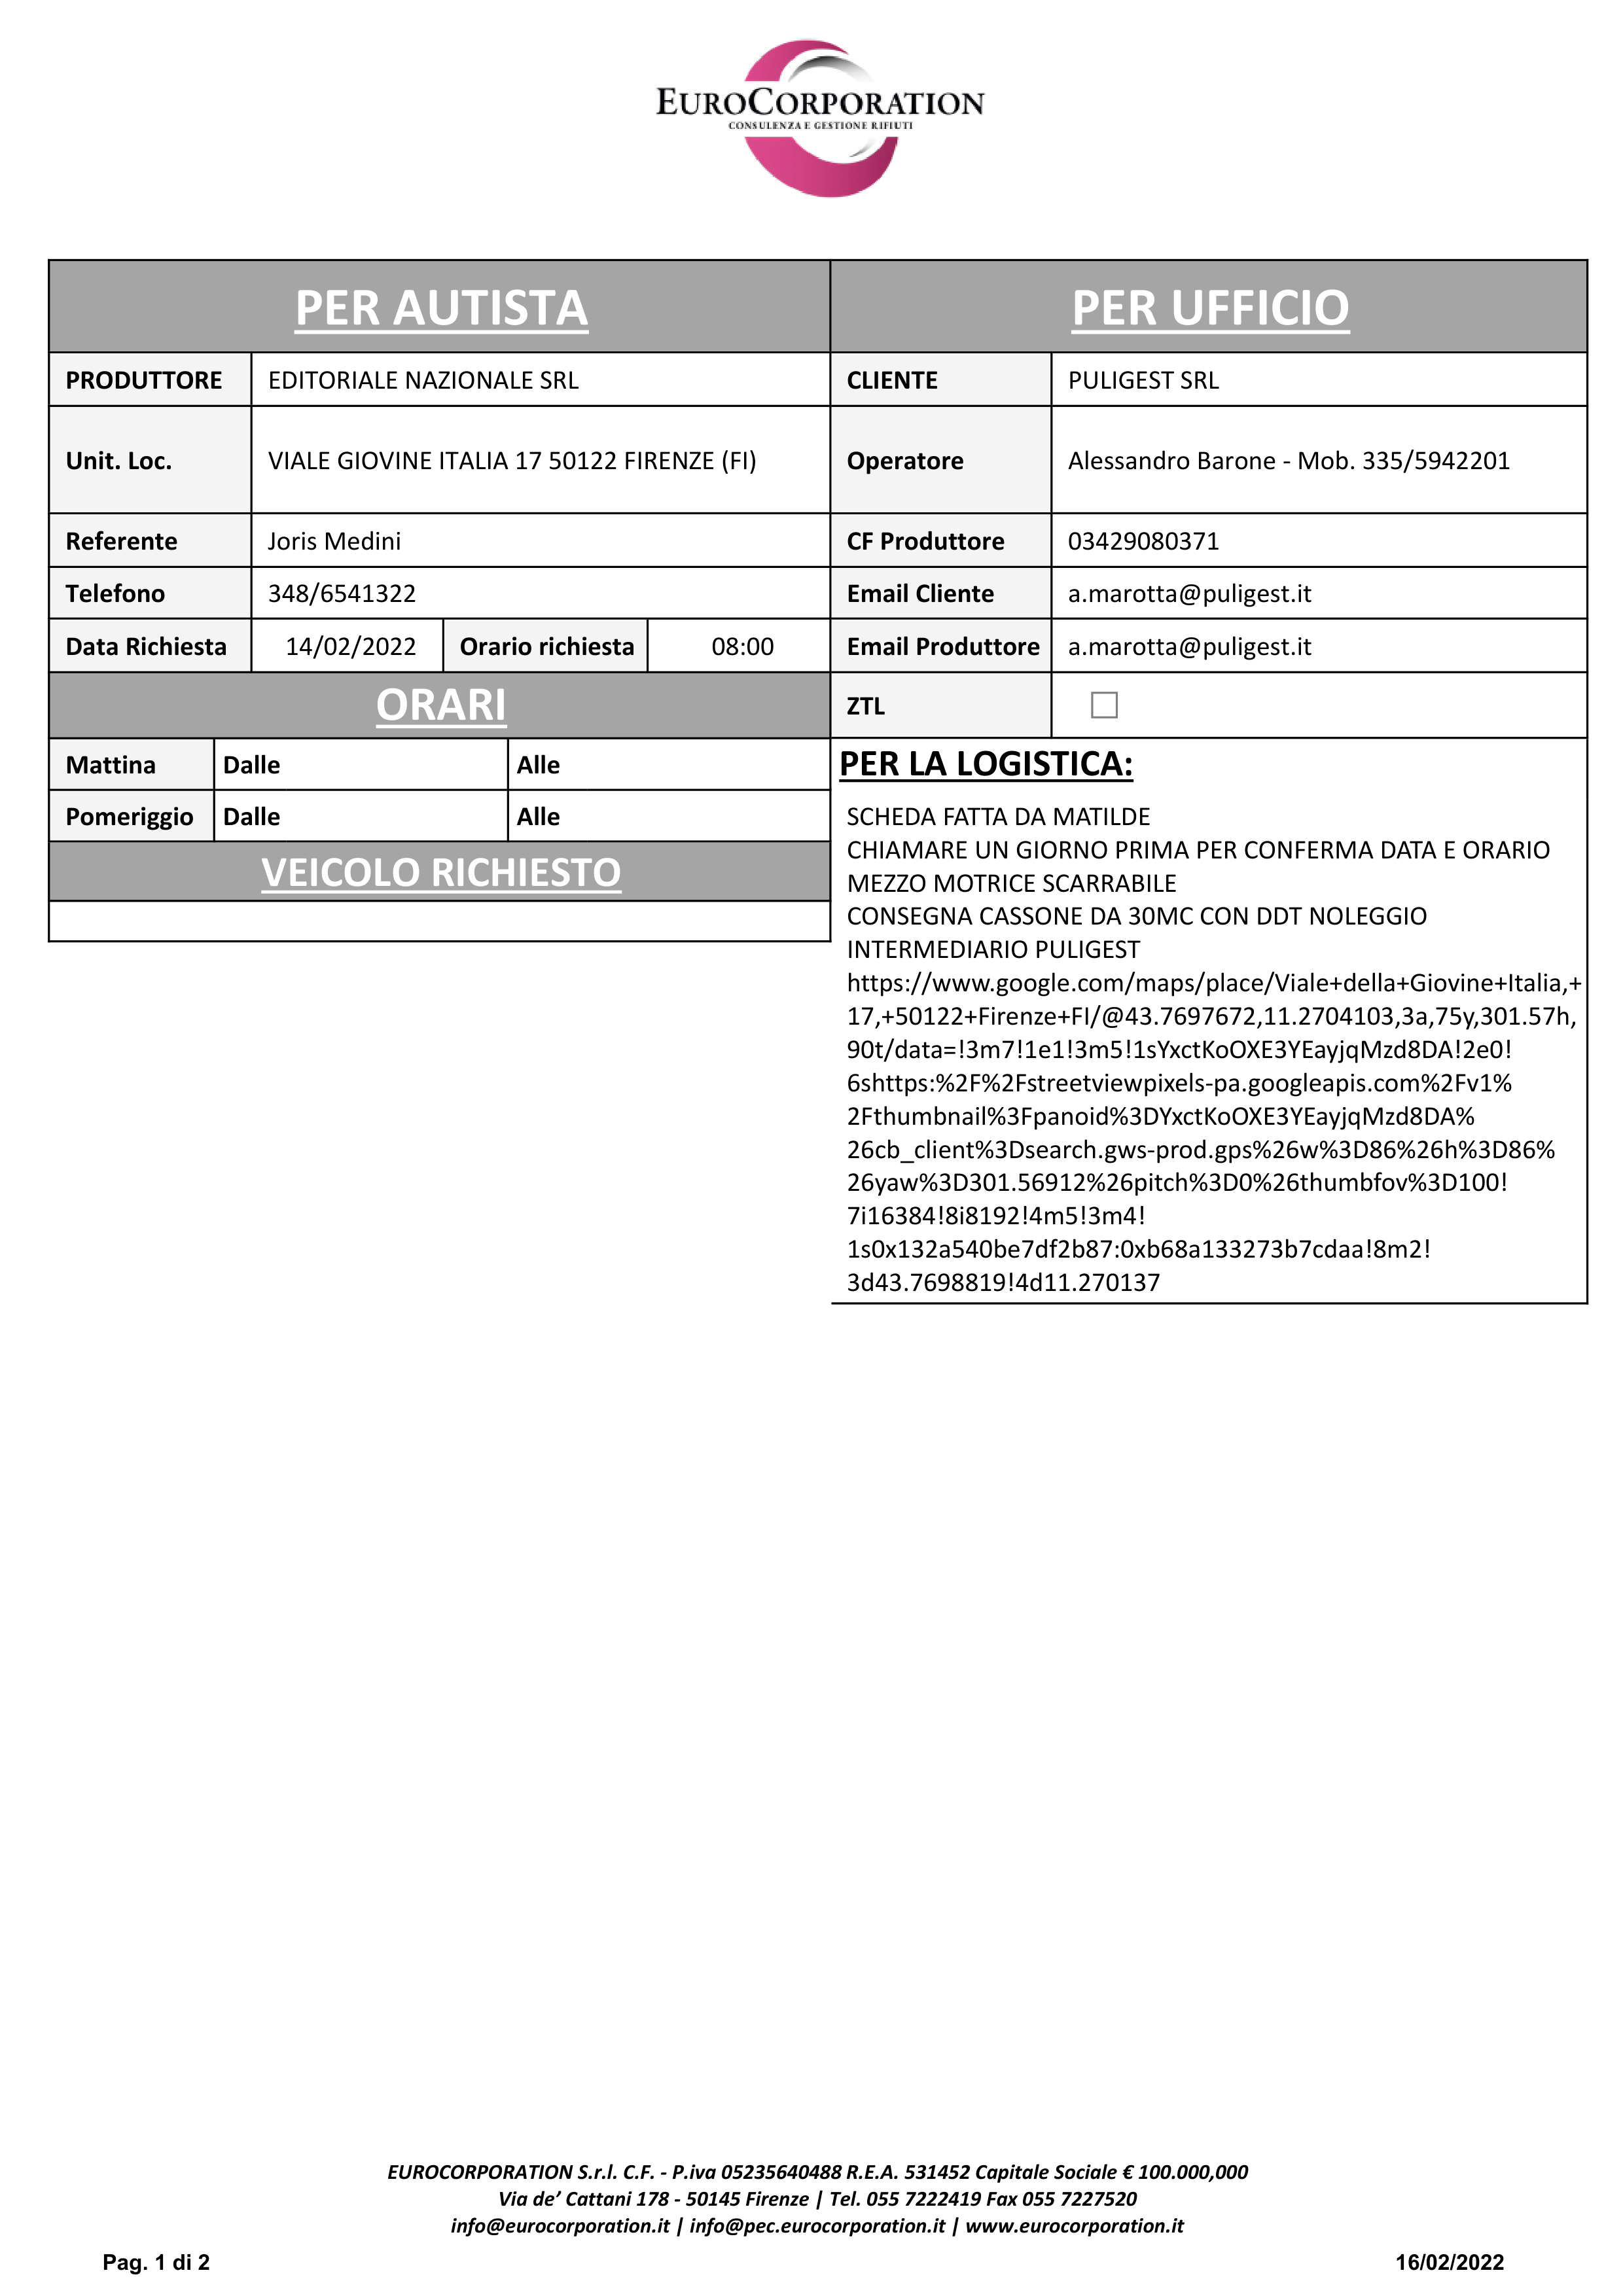 EUROCORPORATION
CONSULENZA E GESTIONE RIFIUTI
PER AUTISTA
PRODUTTORE EDITORIALE NAZIONALE SRL
Unit. Loc. VIALE GIOVINE ITALIA 17 50122 FIRENZE (FI)
Referente Joris Medini
Telefono 348/6541322
Data Richiesta 14/02/2022 Orario richiesta 08:00
ORARI
Mattina Dalle Alle
Pomeriggio Dalle Alle
VEICOLO RICHIESTO
PER UFFICIO
CLIENTE PULIGEST SRL
Operatore Alessandro Barone - Mob. 335/5942201
CF Produttore 03429080371
Email Cliente a.marotta@puligest.it
Email Produttore a.marotta@puligest.it
ZTL
PER LA LOGISTICA:
SCHEDA FATTA DA MATILDE
CHIAMARE UN GIORNO PRIMA PER CONFERMA DATA E ORARIO
MEZZO MOTRICE SCARRABILE
CONSEGNA CASSONE DA 30MC CON DDT NOLEGGIO
INTERMEDIARIO PULIGEST
https://www.google.com/maps/place/Viale+della+Giovine+Italia,+
17,+50122+Firenze+FI/@43.7697672,11.2704103,3a,75y,301.57h,
90t/data=!3m7!1e1!3m5!1sYxctKoOXE3YEayjqMzd8DA!2e0!
6shttps:%2F%2Fstreetviewpixels-pa.googleapis.com%2Fv1%
2Fthumbnail%3Fpanoid%3DYxctKoOXE3YEayjqMzd8DA%
26cb_client%3Dsearch.gws-prod.gps%26w%3D86%26h%3D86%
26yaw%3D301.56912%26pitch%3D0%26thumbfov%3D100!
7i16384!8i8192!4m5!3m4!
1s0x132a540be7df2b87:0xb68a133273b7cdaa!8m2!
3d43.7698819!4d11.270137
EUROCORPORATION S.r.l. C.F. - P.iva 05235640488 R.E.A. 531452 Capitale Sociale € 100.000,000
Via de’ Cattani 178 - 50145 Firenze | Tel. 055 7222419 Fax 055 7227520
info@eurocorporation.it | info@pec.eurocorporation.it | www.eurocorporation.it
Pag. 1 di 2 16/02/2022